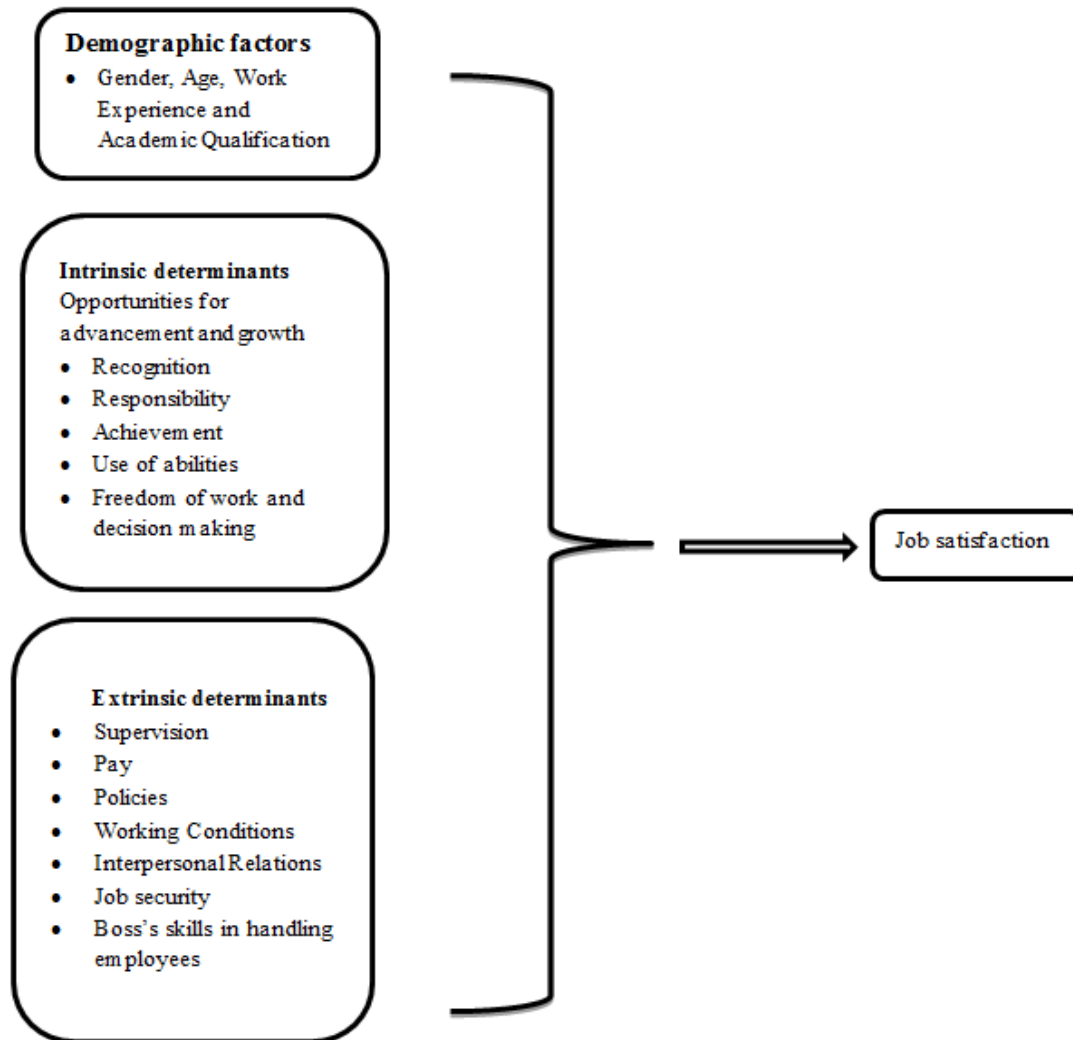 Demographic factors
• Gender, Age, Work
Experience and
Academic Qualification
Intrinsic determinants
Opportunities for
advancement and growth
• Recognition
• Responsibility
• Achievement
• Use of abilities
• Freedom of work and
decision making
Extrinsic determinants
• Supervision
• Pay
• Policies
• Working Conditions
• Interpersonal Relations
• Job security
• Boss's skills in handling
employees
Job satisfaction